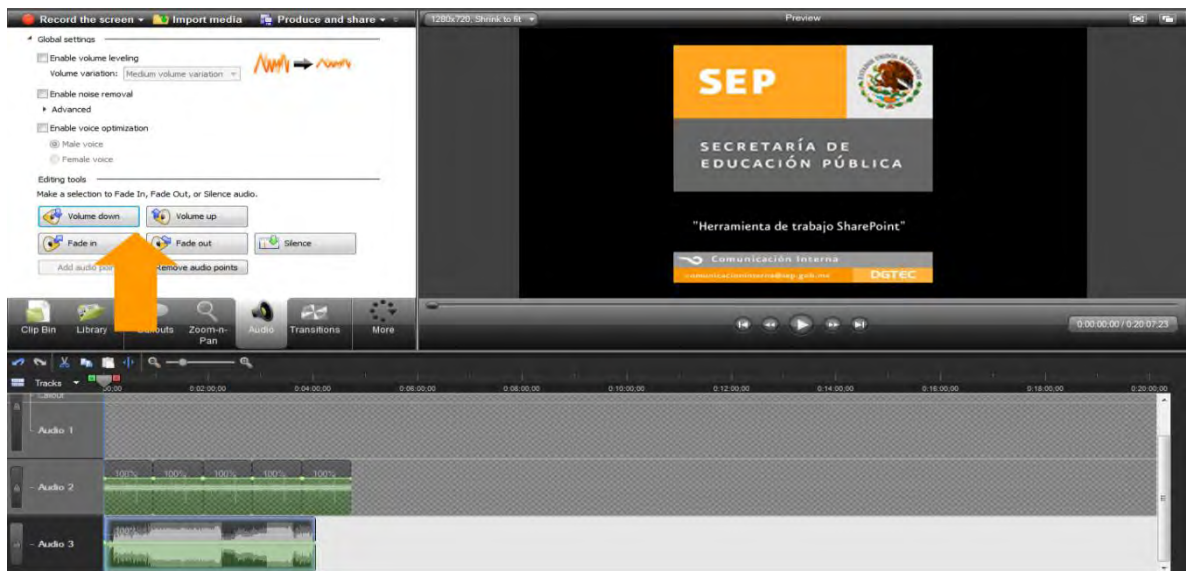 Record the screen Import media Produce and share
Global settings
Enable volume leveling
Volume variation: Medium volume variation
Enable noise removal
Advanced
Enable voice optimization
Male voice
Female voice
Editing tools
Make a selection to Fade In, Fade Out, or Silence audio.
Volume down Volume up
Fade in Fade out Silence
Add audio remove audio points
Clip Bin Library Zoom-n-Pan Audio Transitions More
1280x720, Shrink to fit Preview
SEP
SECRETARÍA DE
EDUCACIÓN PÚBLICA
"Herramienta de trabajo SharePoint"
Comunicación Interna
DGTEC
0:00:00;00 / 0:20:07;23
Tracks 0:02:00;00 0:04:00;00 0:06:00;00 0:08:00;00 0:10:00;00 0:12:00;00 0:14:00;00 0:16:00;00 0:18:00;00 0:20:00;00
Audio 1
Audio 2 100% 100% 100% 100% 100%
Audio 3 100%